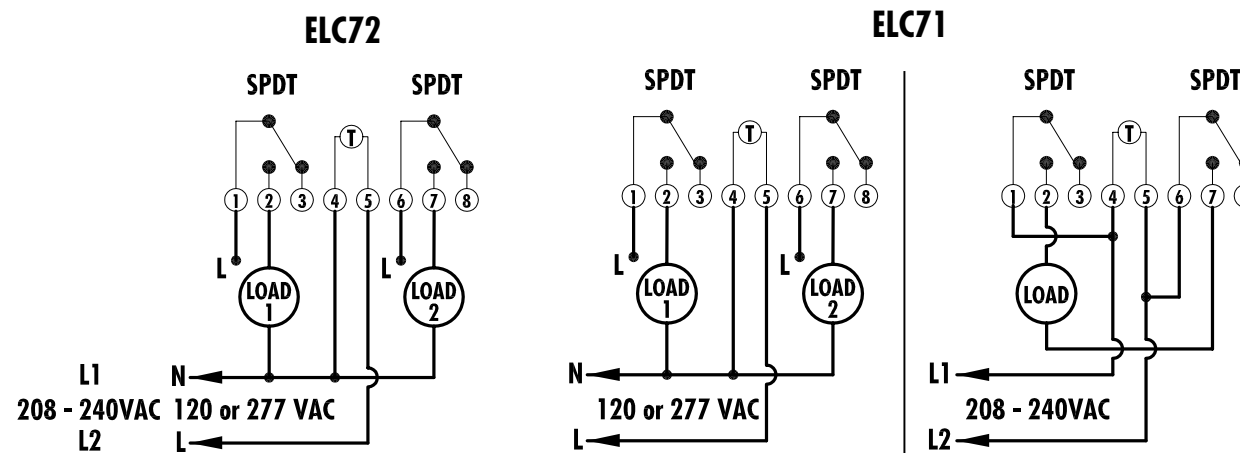 ELC72
SPDT SPDT
T
1 2 3 4 5 6 7 8
L L
LOAD 1
LOAD 2
L1 N
208 - 240VAC 120 or 277 VAC
L2 L
ELC71
SPDT SPDT
T
1 2 3 4 5 6 7 8
L L
LOAD 1
LOAD 2
N
120 or 277 VAC
L
SPDT SPDT
T
1 2 3 4 5 6 7
LOAD
L1
208 - 240VAC
L2